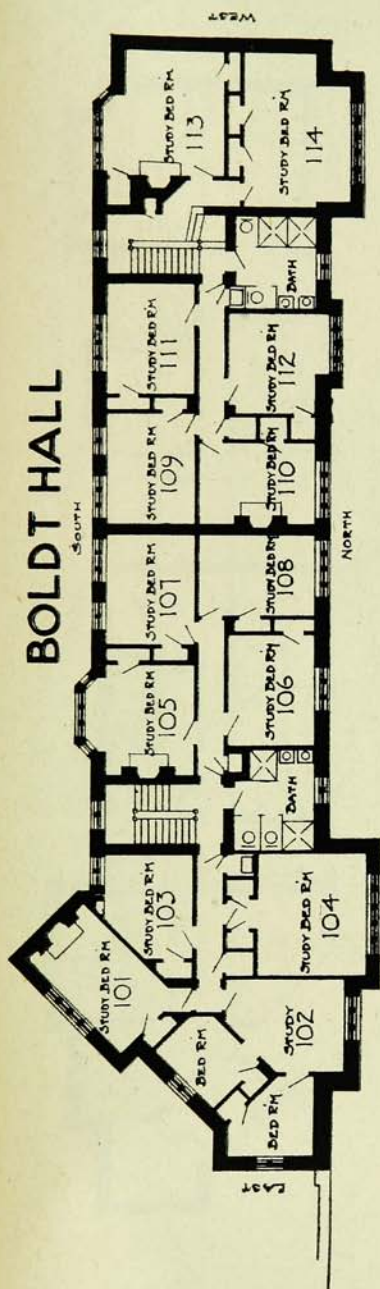 BOLDT HALL
WEST
SOUTH
NORTH
EAST
STUDY BED RM
113
STUDY BED RM
114
BATH
STUDY BED RM
111
STUDY BED RM
112
STUDY BED RM
109
STUDY BED RM
110
STUDY BED RM
107
STUDY BED RM
108
STUDY BED RM
105
STUDY BED RM
106
BATH
STUDY BED RM
103
STUDY BED RM
104
STUDY BED RM
101
STUDY
102
BED RM
BED RM